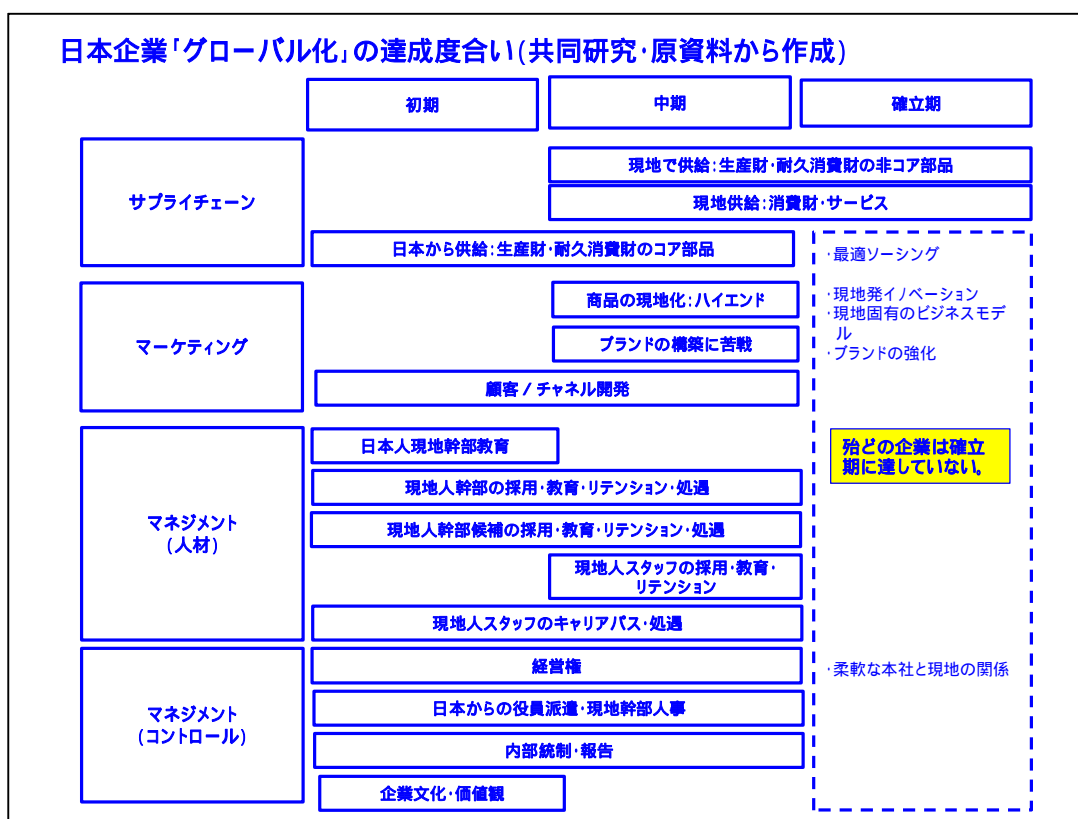 日本企業「グローバル化」の達成度合い(共同研究・原資料から作成)
初期
中期
確立期
サプライチェーン
現地で供給:生産財・耐久消費財の非コア部品
現地供給:消費財・サービス
日本から供給:生産財・耐久消費財のコア部品
・最適ソーシング
・現地発イノベーション
・現地固有のビジネスモデ
ル
・ブランドの強化
マーケティング
商品の現地化:ハイエンド
ブランドの構築に苦戦
顧客/チャネル開発
マネジメント
(人材)
日本人現地幹部教育
現地人幹部の採用・教育・リテンション・処遇
現地人幹部候補の採用・教育・リテンション・処遇
現地人スタッフの採用・教育・
リテンション
現地人スタッフのキャリアパス・処遇
殆どの企業は確立
期に達していない。
マネジメント
(コントロール)
経営権
日本からの役員派遣・現地幹部人事
内部統制・報告
企業文化・価値観
・柔軟な本社と現地の関係